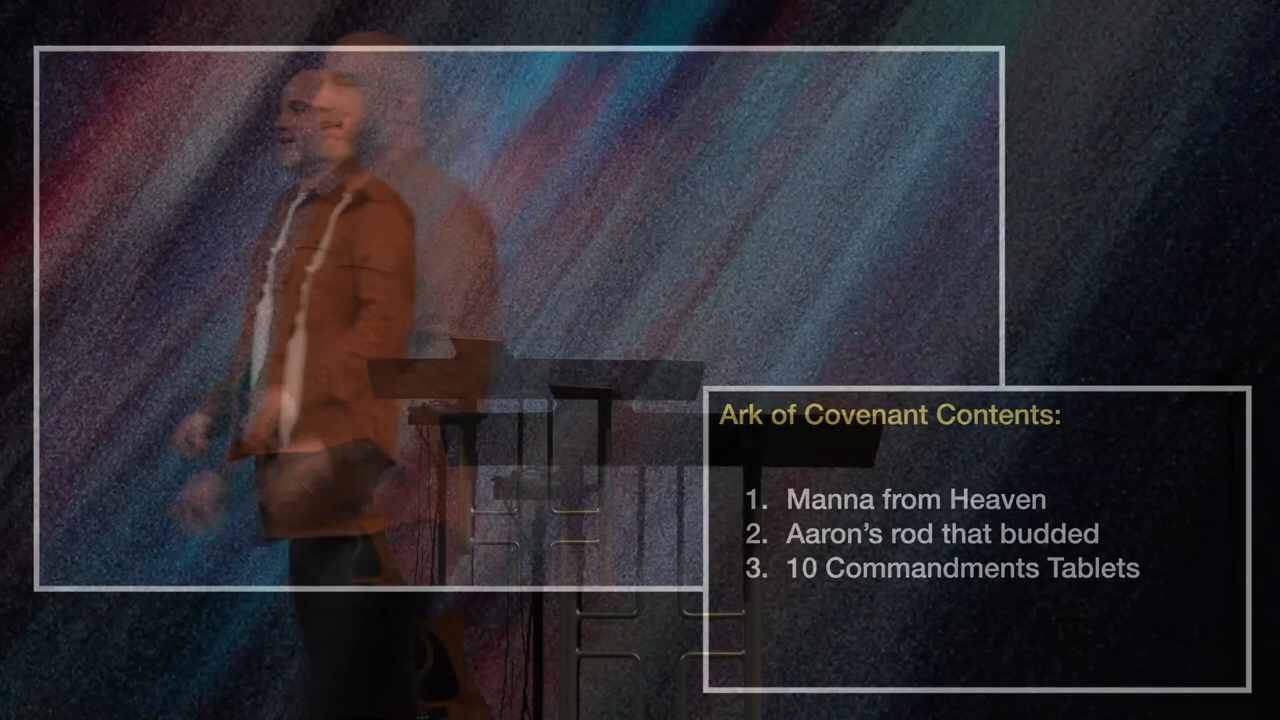 Ark of Covenant Contents:
1. Manna from Heaven
2. Aaron’s rod that budded
3. 10 Commandments Tablets